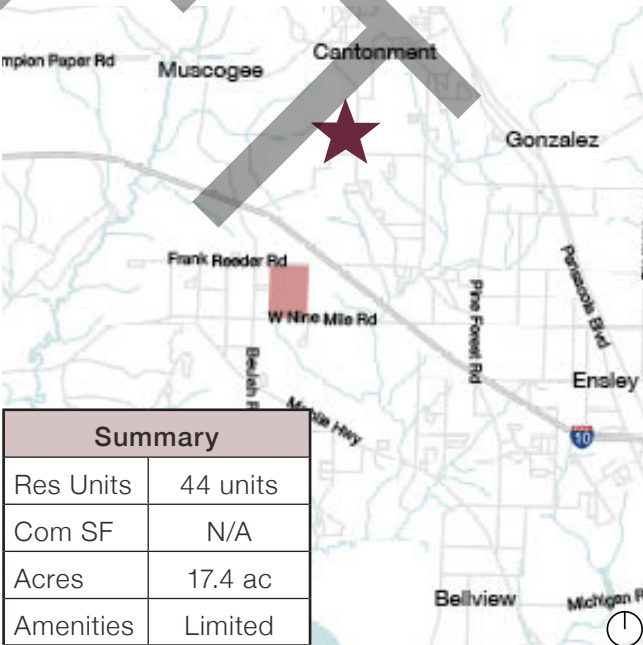 Cantonment
mpion Paper Rd
Muscogee
Gonzalez
Frank Reeder Rd
Pensacola Blvd
W Nine Mile Rd
Pine Forest Rd
Beulah R
Ensley
Mobile Hwy
10
Summary
Res Units 44 units
Com SF N/A
Acres 17.4 ac
Amenities Limited
Bellview
Michigan R